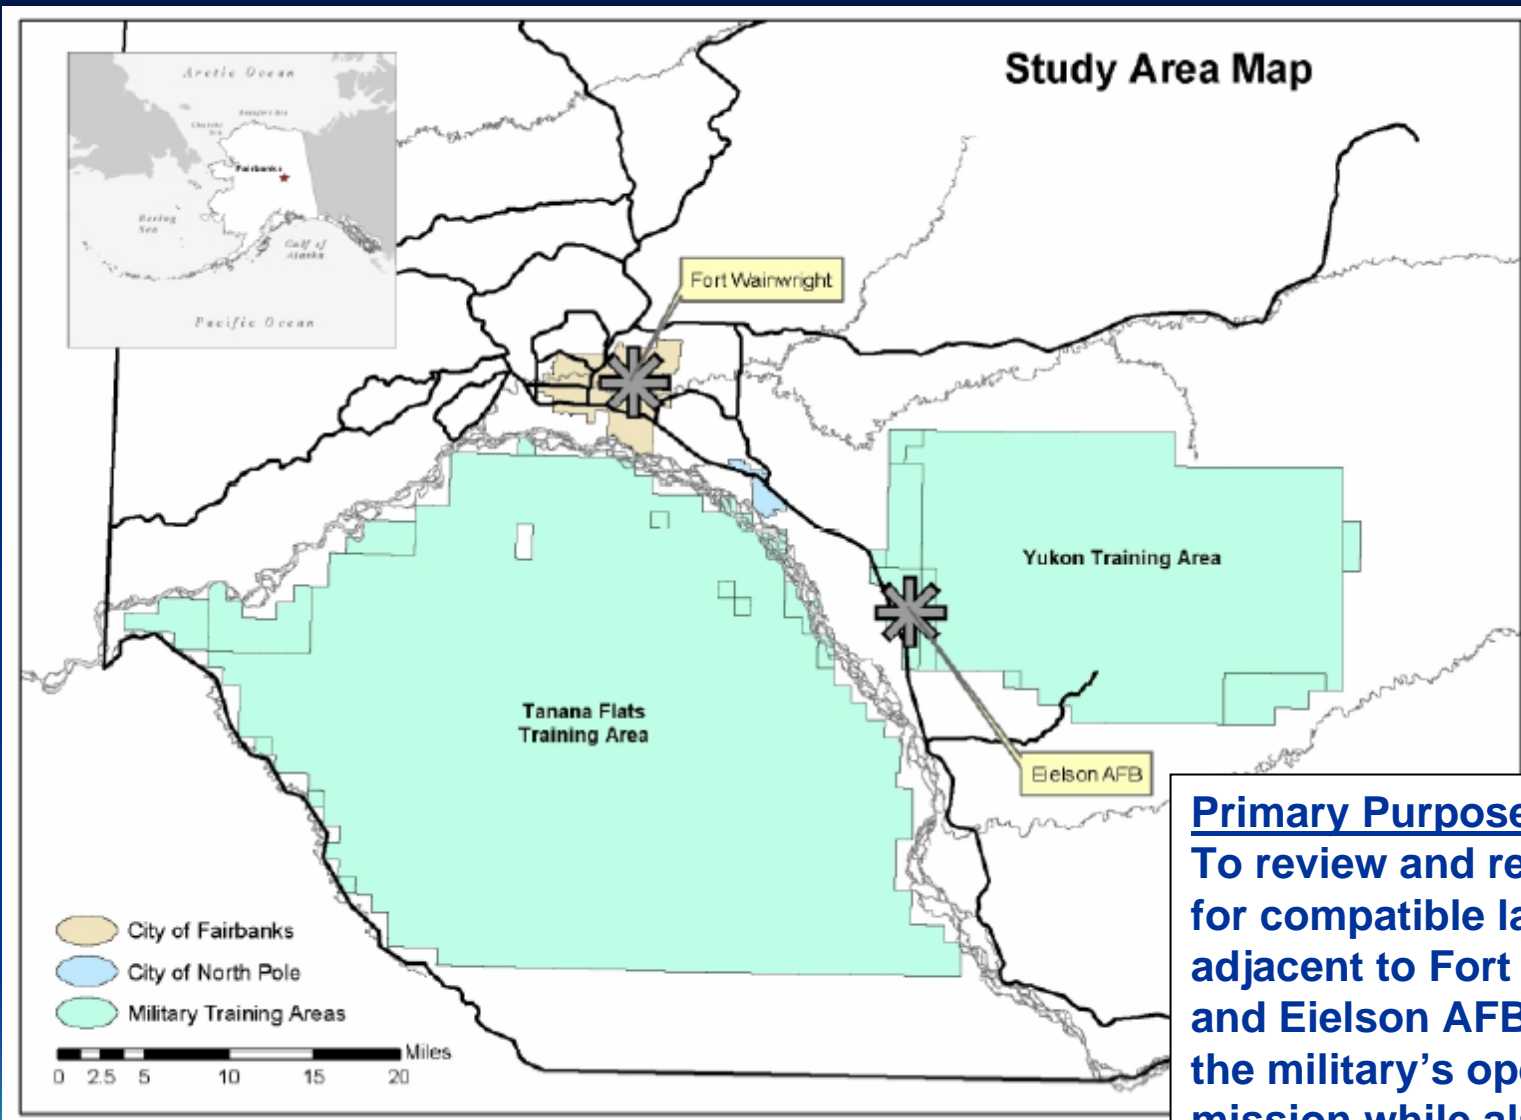 Study Area Map
Arctic Ocean
Fairbanks
Bering
Sea
Gulf of
Alaska
Pacific Ocean
Fort Wainwright
Yukon Training Area
Tanana Flats
Training Area
Eielson AFB
City of Fairbanks
City of North Pole
Military Training Areas
Miles
0 2.5 5 10 15 20
Primary Purpose
To review and re
for compatible la
adjacent to Fort
and Eielson AFB
the military's ope
mission while al